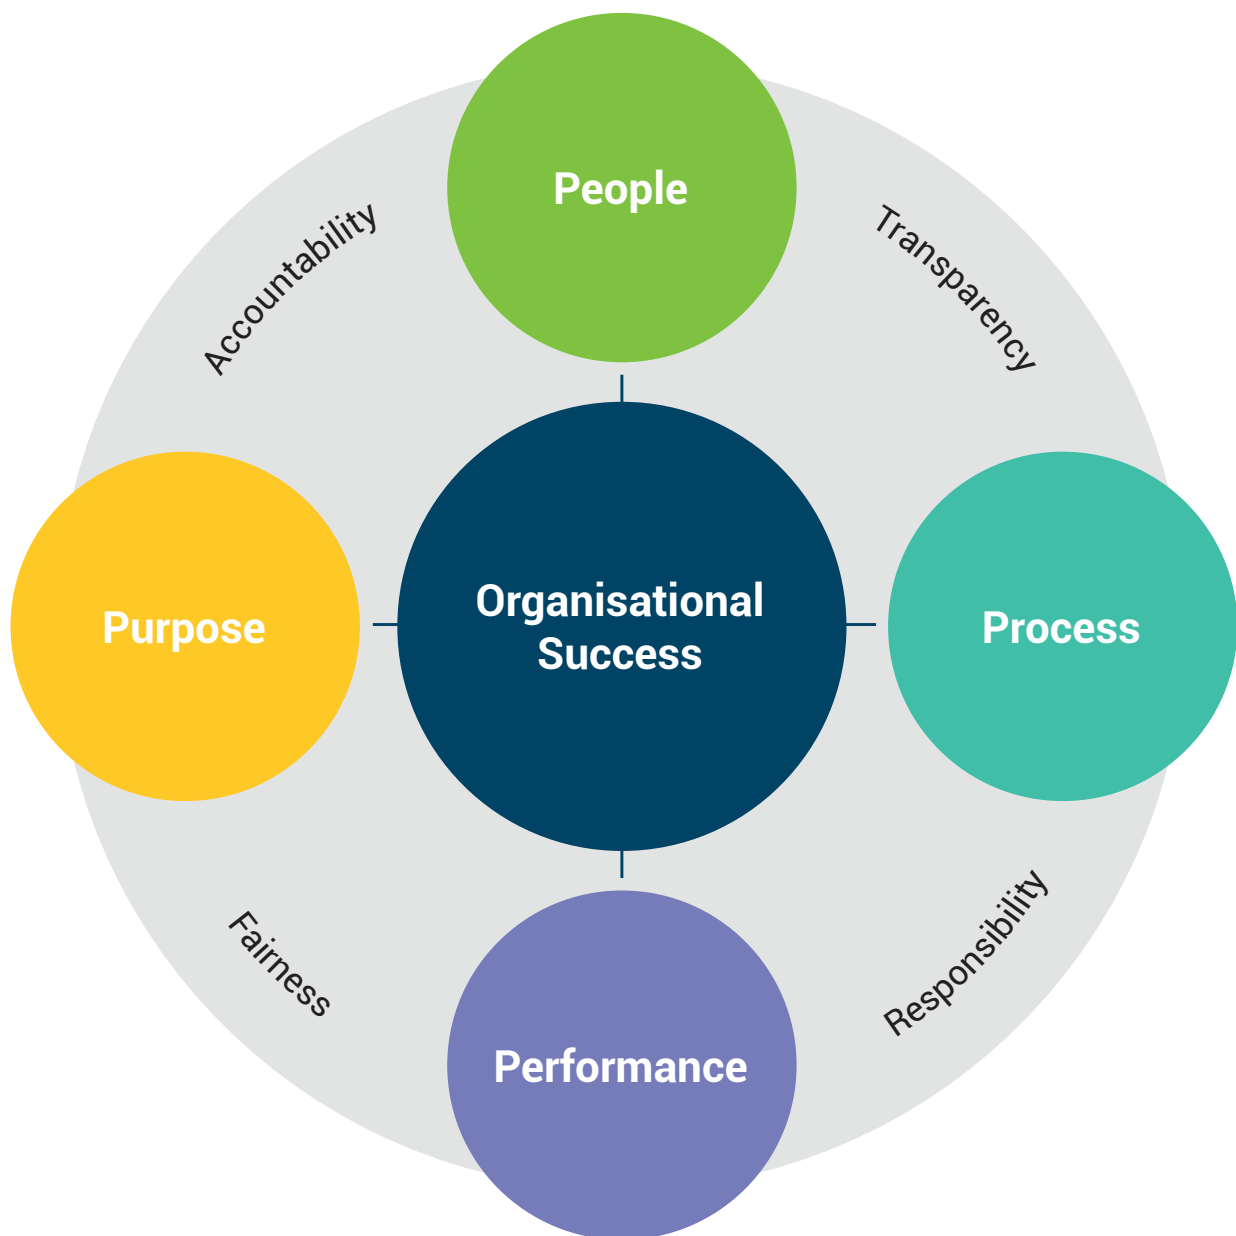 People
Accountability
Transparency
Purpose
Organisational
Success
Process
Fairness
Responsibility
Performance